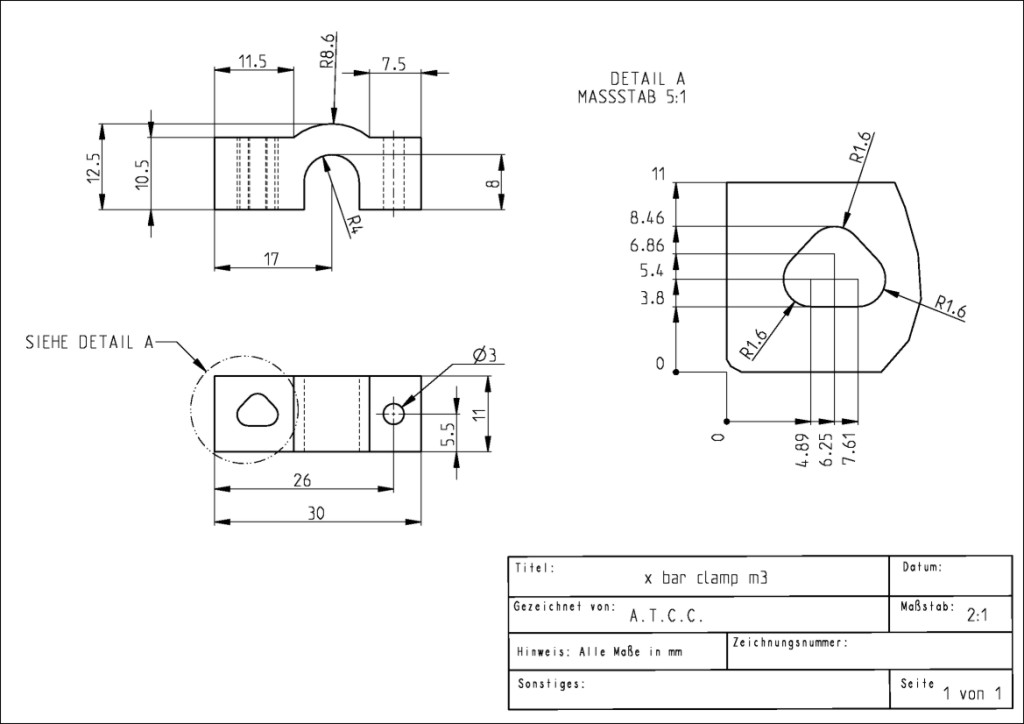 11.5
R8.6
7.5
12.5
10.5
8
R4
17
DETAIL A
MASSSTAB 5:1
R1.6
11
8.46
6.86
5.4
3.8
0
R1.6
R1.6
0
4.89
6.25
7.61
SIEHE DETAIL A
Ø3
5.5
11
26
30
Titel:
x bar clamp m3
Datum:
Gezeichnet von:
A.T.C.C.
Maßstab:
2:1
Hinweis: Alle Maße in mm
Zeichnungsnummer:
Sonstiges:
Seite
1 von 1